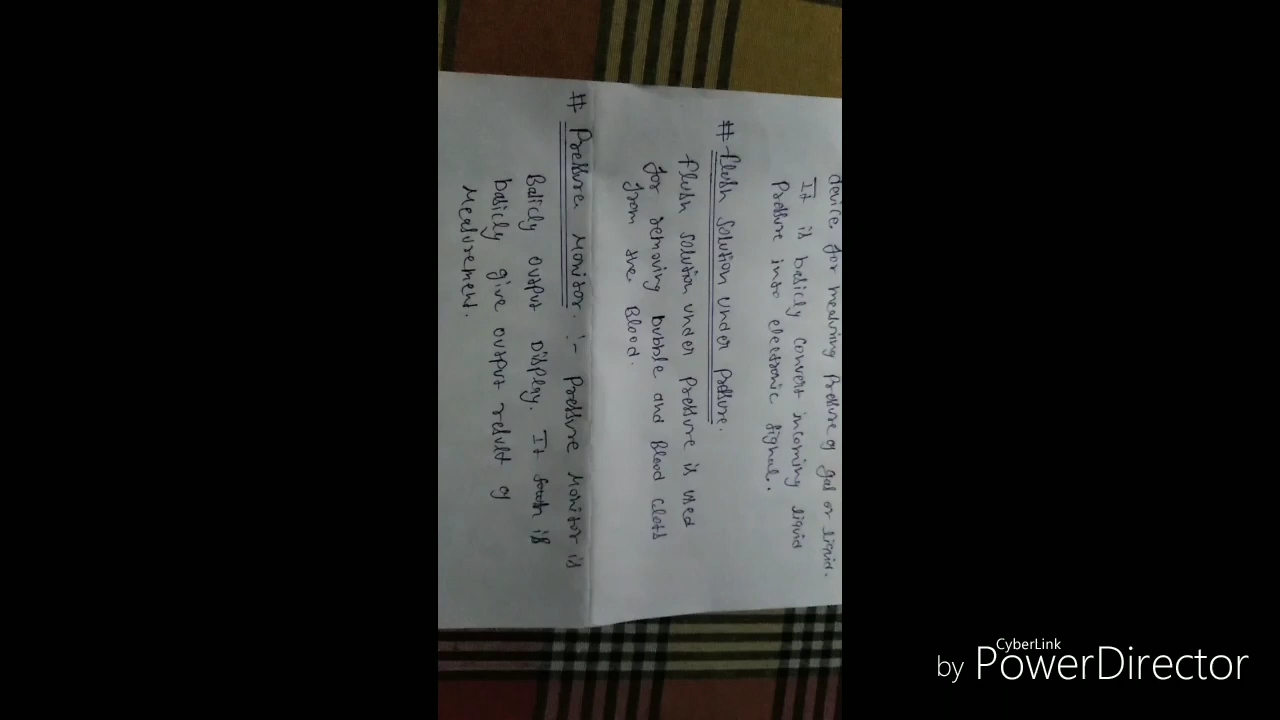 device for measuring Pressure of gas or liquid.
It is basicly convert incoming liquid
Pressure into electronic signal.
# flush solution under pressure.
flush solution under pressure is used
for removing bubble and Blood clots
from the Blood.
# Pressure Monitor :- Pressure Monitor is
Basicly output Display. It is
basicly give output result of
Measurement.
CyberLink
by PowerDirector